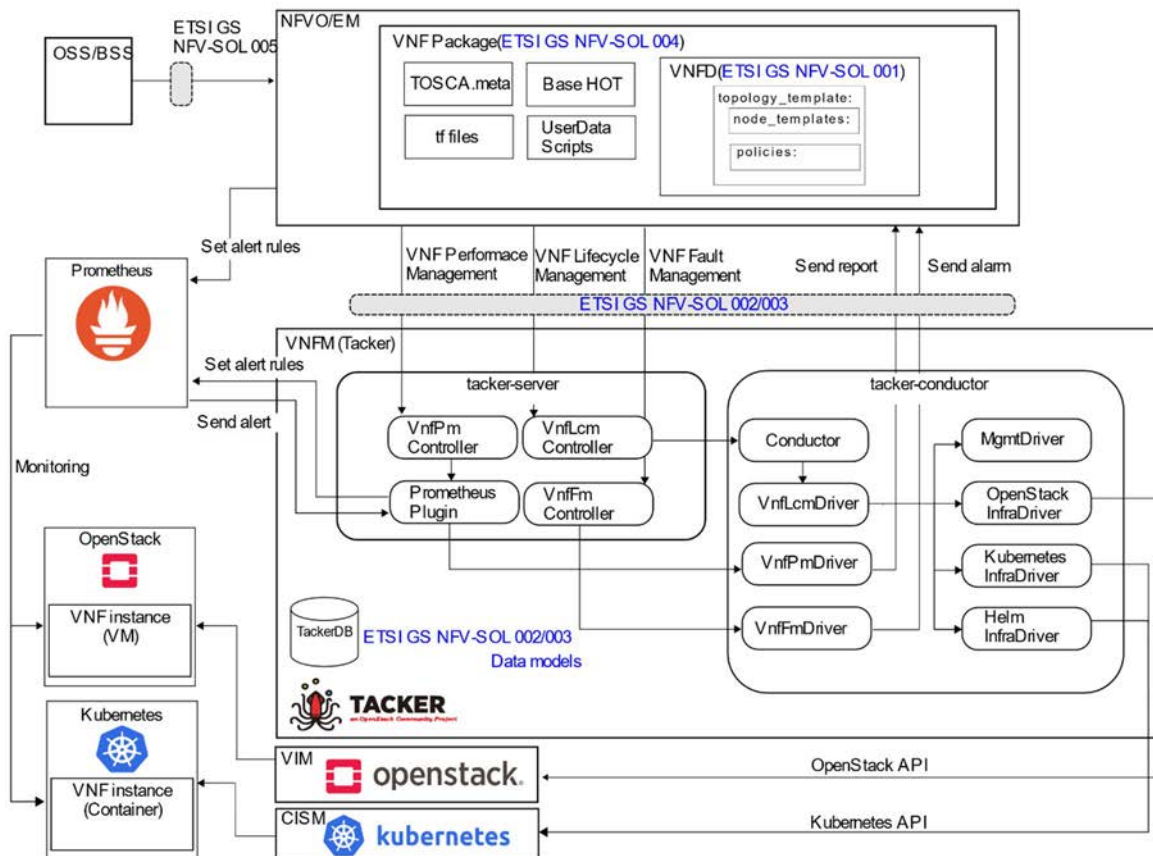 ETSI GS
NFV-SOL 005
OSS/BSS
NFVO/EM
VNF Package(ETSI GS NFV-SOL 004)
TOSCA.meta
Base HOT
tf files
UserData
Scripts
VNFD(ETSI GS NFV-SOL 001)
topology_template:
node_templates:
policies:
Set alert rules
VNF Performace
Management
VNF Lifecycle
Management
VNF Fault
Management
Send report
Send alarm
ETSI GS NFV-SOL 002/003
Prometheus
VNFM (Tacker)
Set alert rules
Send alert
Monitoring
tacker-server
VnfPm
Controller
VnfLcm
Controller
Prometheus
Plugin
VnfFm
Controller
tacker-conductor
Conductor
MgmtDriver
VnfLcmDriver
OpenStack
InfraDriver
VnfPmDriver
Kubernetes
InfraDriver
VnfFmDriver
Helm
InfraDriver
TackerDB
ETSI GS NFV-SOL 002/003
Data models
TACKER
an OpenStack Community Project
OpenStack
VNF instance
(VM)
Kubernetes
VNF instance
(Container)
VIM
openstack.
OpenStack API
CISM
kubernetes
Kubernetes API